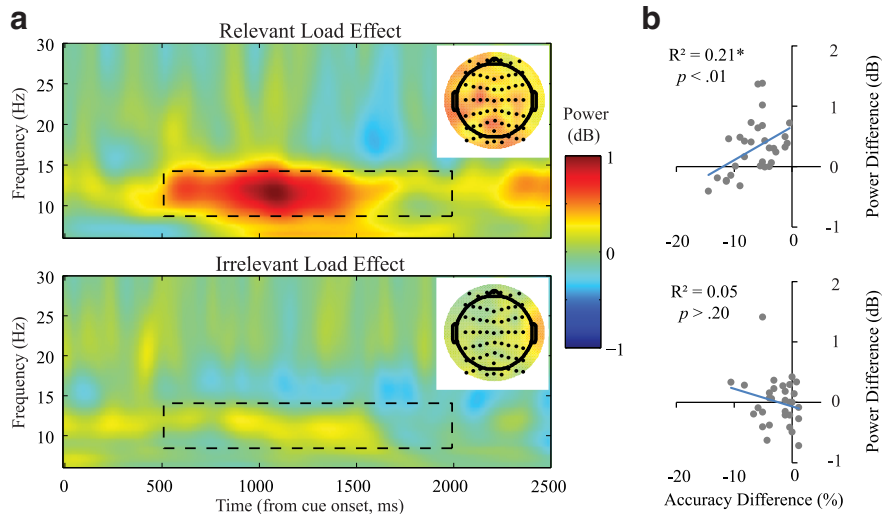 a
Relevant Load Effect
30
25
20
15
10
Frequency (Hz)
Power
(dB)
1
0
−1
Irrelevant Load Effect
30
25
20
15
10
Frequency (Hz)
0
500
1000
1500
2000
2500
Time (from cue onset, ms)
b
R² = 0.21*
p < .01
2
1
0
-1
-20
-10
0
Power Difference (dB)
R² = 0.05
p > .20
2
1
0
-1
-20
-10
0
Power Difference (dB)
Accuracy Difference (%)